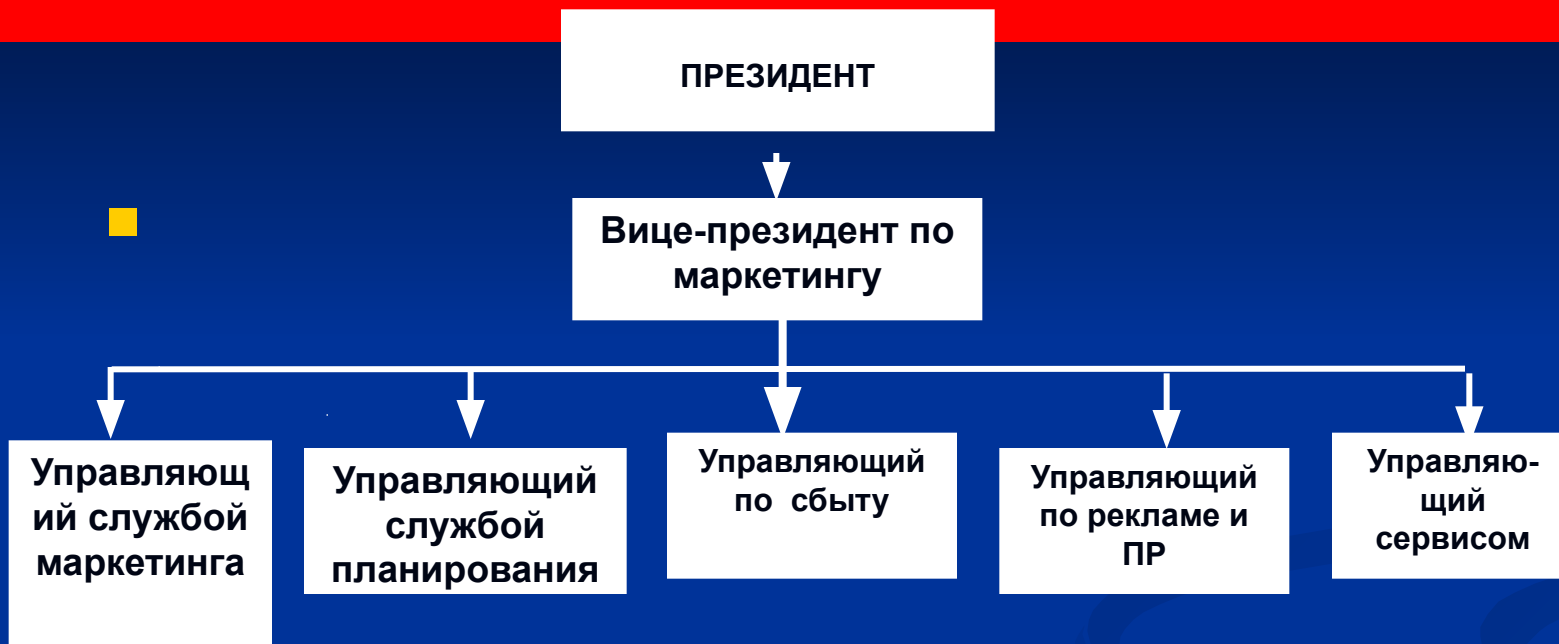 ПРЕЗИДЕНТ
Вице-президент по
маркетингу
Управляющ
ий службой
маркетинга
Управляющий
службой
планирования
Управляющий
по сбыту
Управляющий
по рекламе и
ПР
Управляю-
щий
сервисом